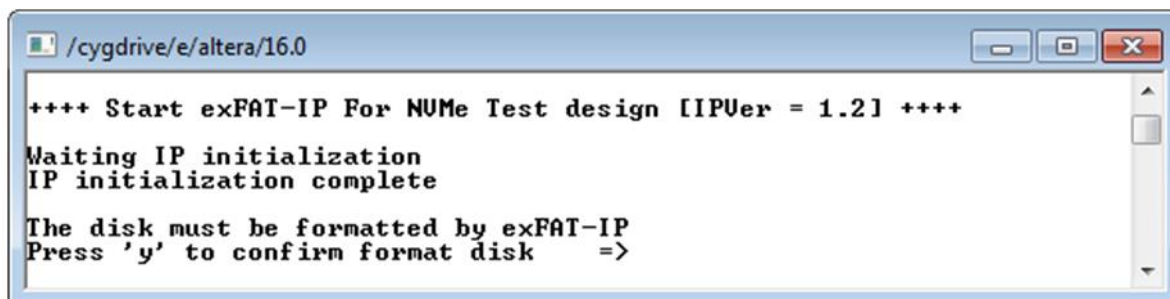 /cygdrive/e/altera/16.0
++++ Start exFAT-IP For NVMe Test design [IPVer = 1.2] ++++
Waiting IP initialization
IP initialization complete
The disk must be formatted by exFAT-IP
Press 'y' to confirm format disk    =>